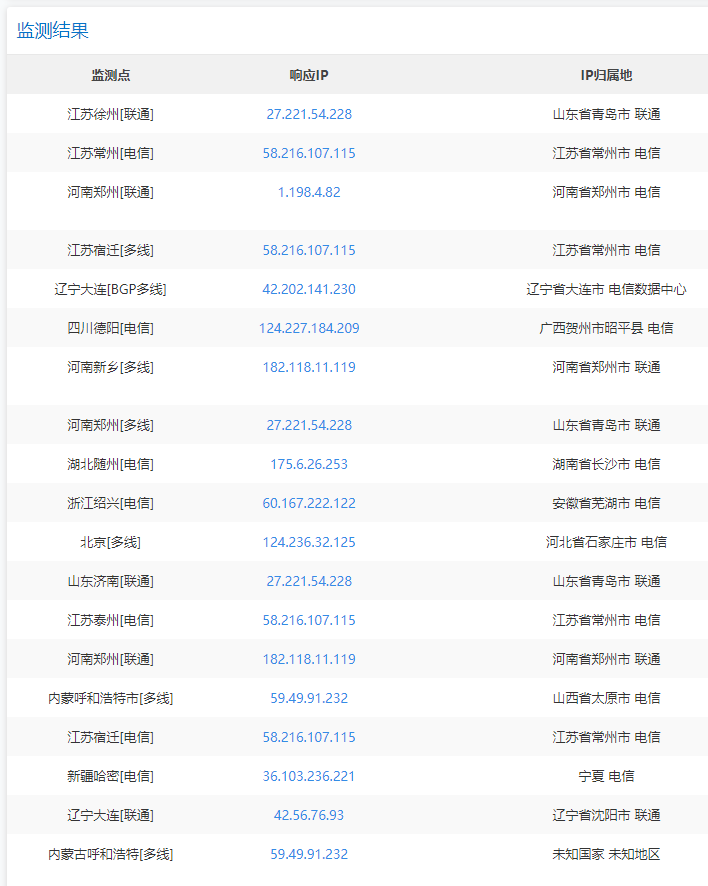 监测结果
监测点 响应IP IP归属地
江苏徐州[联通] 27.221.54.228 山东省青岛市 联通
江苏常州[电信] 58.216.107.115 江苏省常州市 电信
河南郑州[联通] 1.198.4.82 河南省郑州市 电信
江苏宿迁[多线] 58.216.107.115 江苏省常州市 电信
辽宁大连[BGP多线] 42.202.141.230 辽宁省大连市 电信数据中心
四川德阳[电信] 124.227.184.209 广西贺州市昭平县 电信
河南新乡[多线] 182.118.11.119 河南省郑州市 联通
河南郑州[多线] 27.221.54.228 山东省青岛市 联通
湖北随州[电信] 175.6.26.253 湖南省长沙市 电信
浙江绍兴[电信] 60.167.222.122 安徽省芜湖市 电信
北京[多线] 124.236.32.125 河北省石家庄市 电信
山东济南[联通] 27.221.54.228 山东省青岛市 联通
江苏泰州[电信] 58.216.107.115 江苏省常州市 电信
河南郑州[联通] 182.118.11.119 河南省郑州市 联通
内蒙呼和浩特市[多线] 59.49.91.232 山西省太原市 电信
江苏宿迁[电信] 58.216.107.115 江苏省常州市 电信
新疆哈密[电信] 36.103.236.221 宁夏 电信
辽宁大连[联通] 42.56.76.93 辽宁省沈阳市 联通
内蒙古呼和浩特[多线] 59.49.91.232 未知国家 未知地区